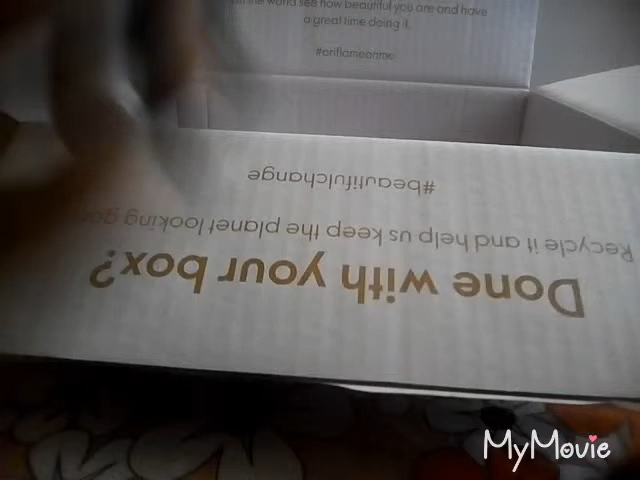 the world see how beautiful you are and have
a great time doing it.
#oriflameonme
Done with your box?
Recycle it and help us keep the planet looking
#beautifulchange
MyMovie